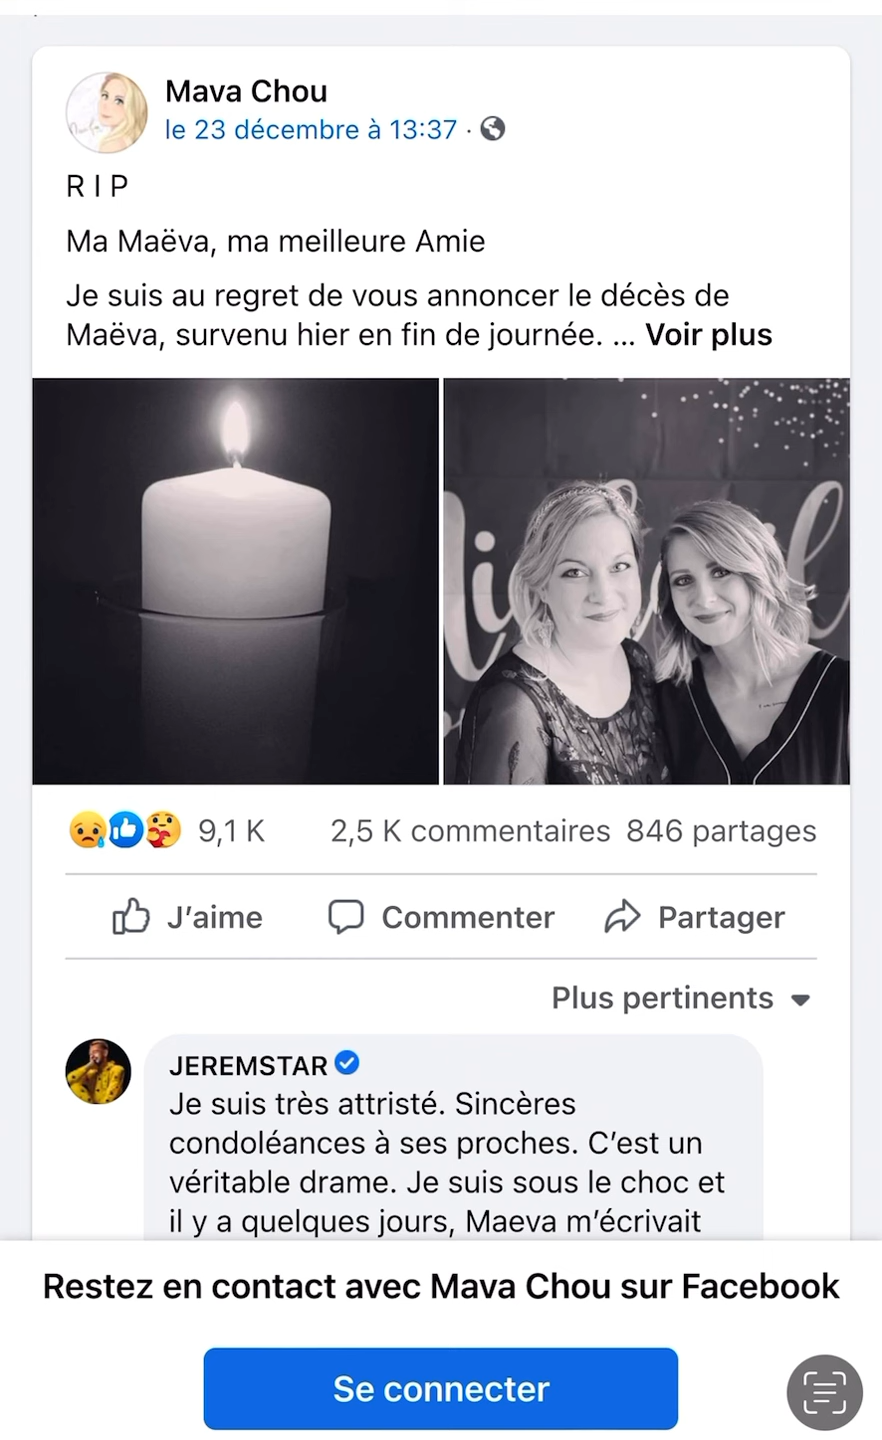 Mava Chou
le 23 décembre à 13:37 ·
R I P
Ma Maëva, ma meilleure Amie
Je suis au regret de vous annoncer le décès de
Maëva, survenu hier en fin de journée. ... Voir plus
9,1 K 2,5 K commentaires 846 partages
J’aime Commenter Partager
Plus pertinents
JEREMSTAR
Je suis très attristé. Sincères
condoléances à ses proches. C’est un
véritable drame. Je suis sous le choc et
il y a quelques jours, Maeva m’écrivait
Restez en contact avec Mava Chou sur Facebook
Se connecter